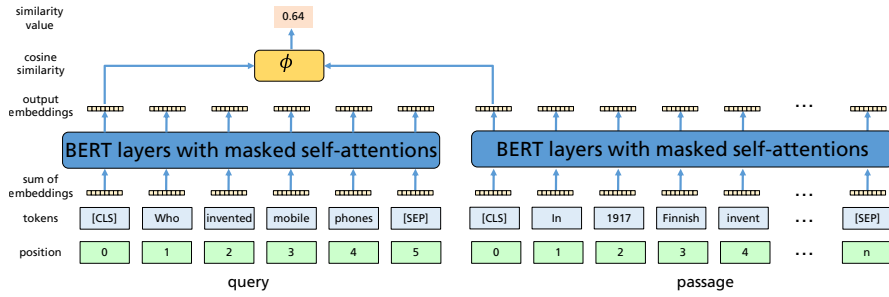 similarity value
0.64
cosine similarity
ϕ
output embeddings
...
BERT layers with masked self-attentions
BERT layers with masked self-attentions
sum of embeddings
...
tokens [CLS] Who invented mobile phones [SEP] [CLS] In 1917 Finnish invent ... [SEP]
position 0 1 2 3 4 5 0 1 2 3 4 ... n
query
passage